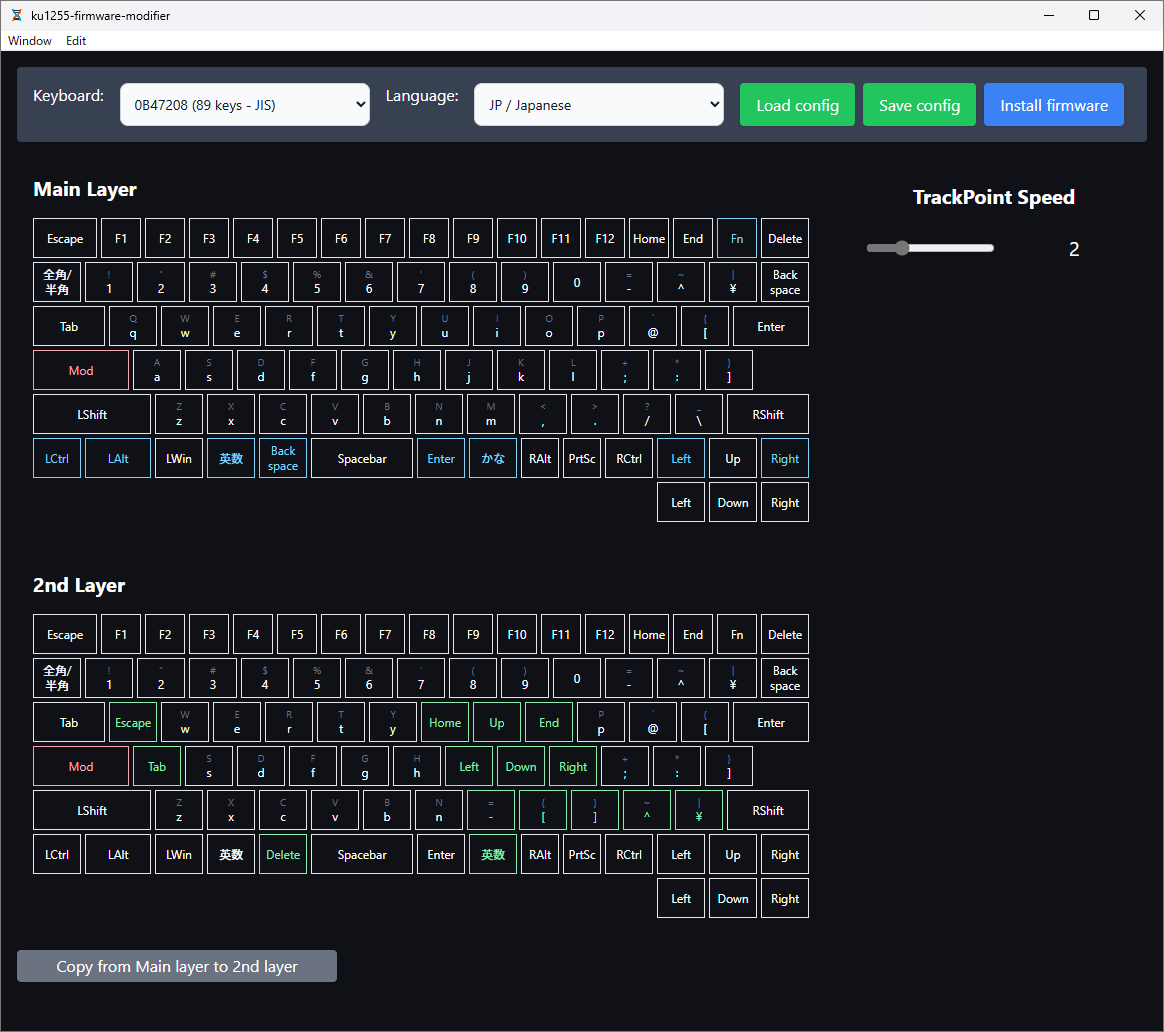 ku1255-firmware-modifier
Window Edit
Keyboard: 0B47208 (89 keys - JIS) Language: JP / Japanese Load config Save config Install firmware
Main Layer
TrackPoint Speed
2
Escape F1 F2 F3 F4 F5 F6 F7 F8 F9 F10 F11 F12 Home End Fn Delete
全角/ ! " # $ % & ' ( ) = ~ | Back
半角 1 2 3 4 5 6 7 8 9 0 - ^ ¥ space
Q W E R T Y U I O P ` {
Tab q w e r t y u i o p @ [ Enter
A S D F G H J K L + * }
Mod a s d f g h j k l ; : ]
Z X C V B N M < > ? _
LShift z x c v b n m , . / \ RShift
LCtrl LAlt LWin 英数 Back space Spacebar Enter かな RAlt PrtSc RCtrl Left Up Right
Left Down Right
2nd Layer
Escape F1 F2 F3 F4 F5 F6 F7 F8 F9 F10 F11 F12 Home End Fn Delete
全角/ ! " # $ % & ' ( ) = ~ | Back
半角 1 2 3 4 5 6 7 8 9 0 - ^ ¥ space
W E R T Y P ` {
Tab Escape w e r t y Home Up End p @ [ Enter
S D F G H + * }
Mod Tab s d f g h Left Down Right ; : ]
Z X C V B N = { } ~ |
LShift z x c v b n - [ ] ^ ¥ RShift
LCtrl LAlt LWin 英数 Delete Spacebar Enter 英数 RAlt PrtSc RCtrl Left Up Right
Left Down Right
Copy from Main layer to 2nd layer